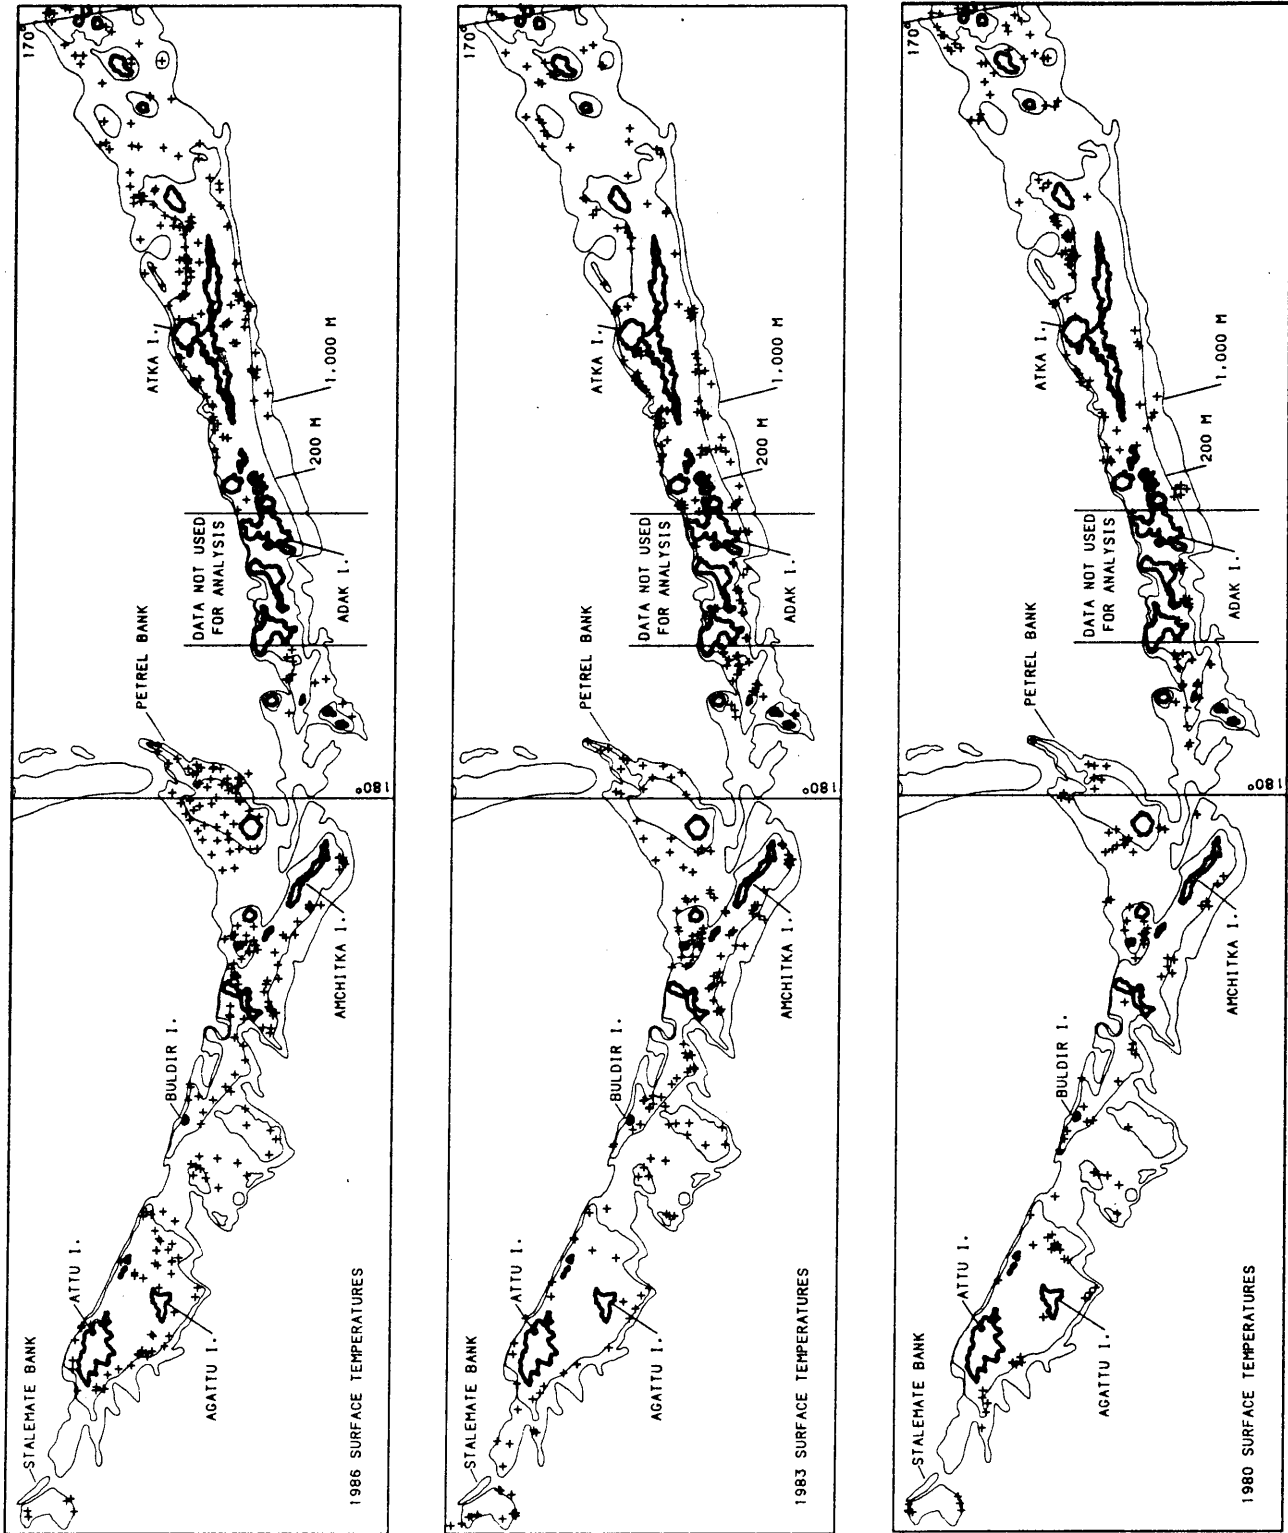 STALEMATE BANK
ATTU I.
AGATTU I.
BULDIR I.
AMCHITKA I.
PETREL BANK
180°
DATA NOT USED
FOR ANALYSIS
ADAK I.
ATKA I.
200 M
1,000 M
170°
1986 SURFACE TEMPERATURES
STALEMATE BANK
ATTU I.
AGATTU I.
BULDIR I.
AMCHITKA I.
PETREL BANK
180°
DATA NOT USED
FOR ANALYSIS
ADAK I.
ATKA I.
200 M
1,000 M
170°
1983 SURFACE TEMPERATURES
STALEMATE BANK
ATTU I.
AGATTU I.
BULDIR I.
AMCHITKA I.
PETREL BANK
180°
DATA NOT USED
FOR ANALYSIS
ADAK I.
ATKA I.
200 M
1,000 M
170°
1980 SURFACE TEMPERATURES